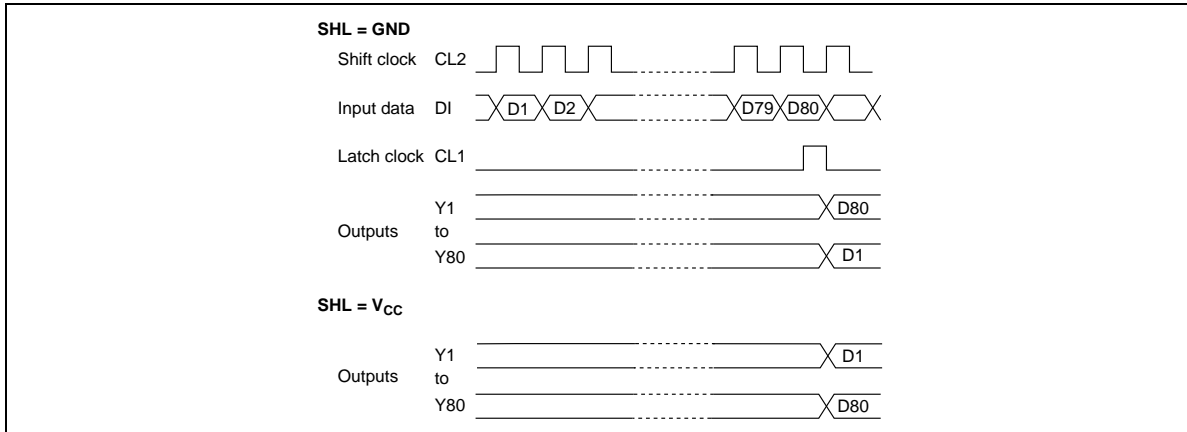 SHL = GND
Shift clock CL2
Input data DI D1 D2 D79 D80
Latch clock CL1
Y1 D80
Outputs to
Y80 D1
SHL = VCC
Y1 D1
Outputs to
Y80 D80